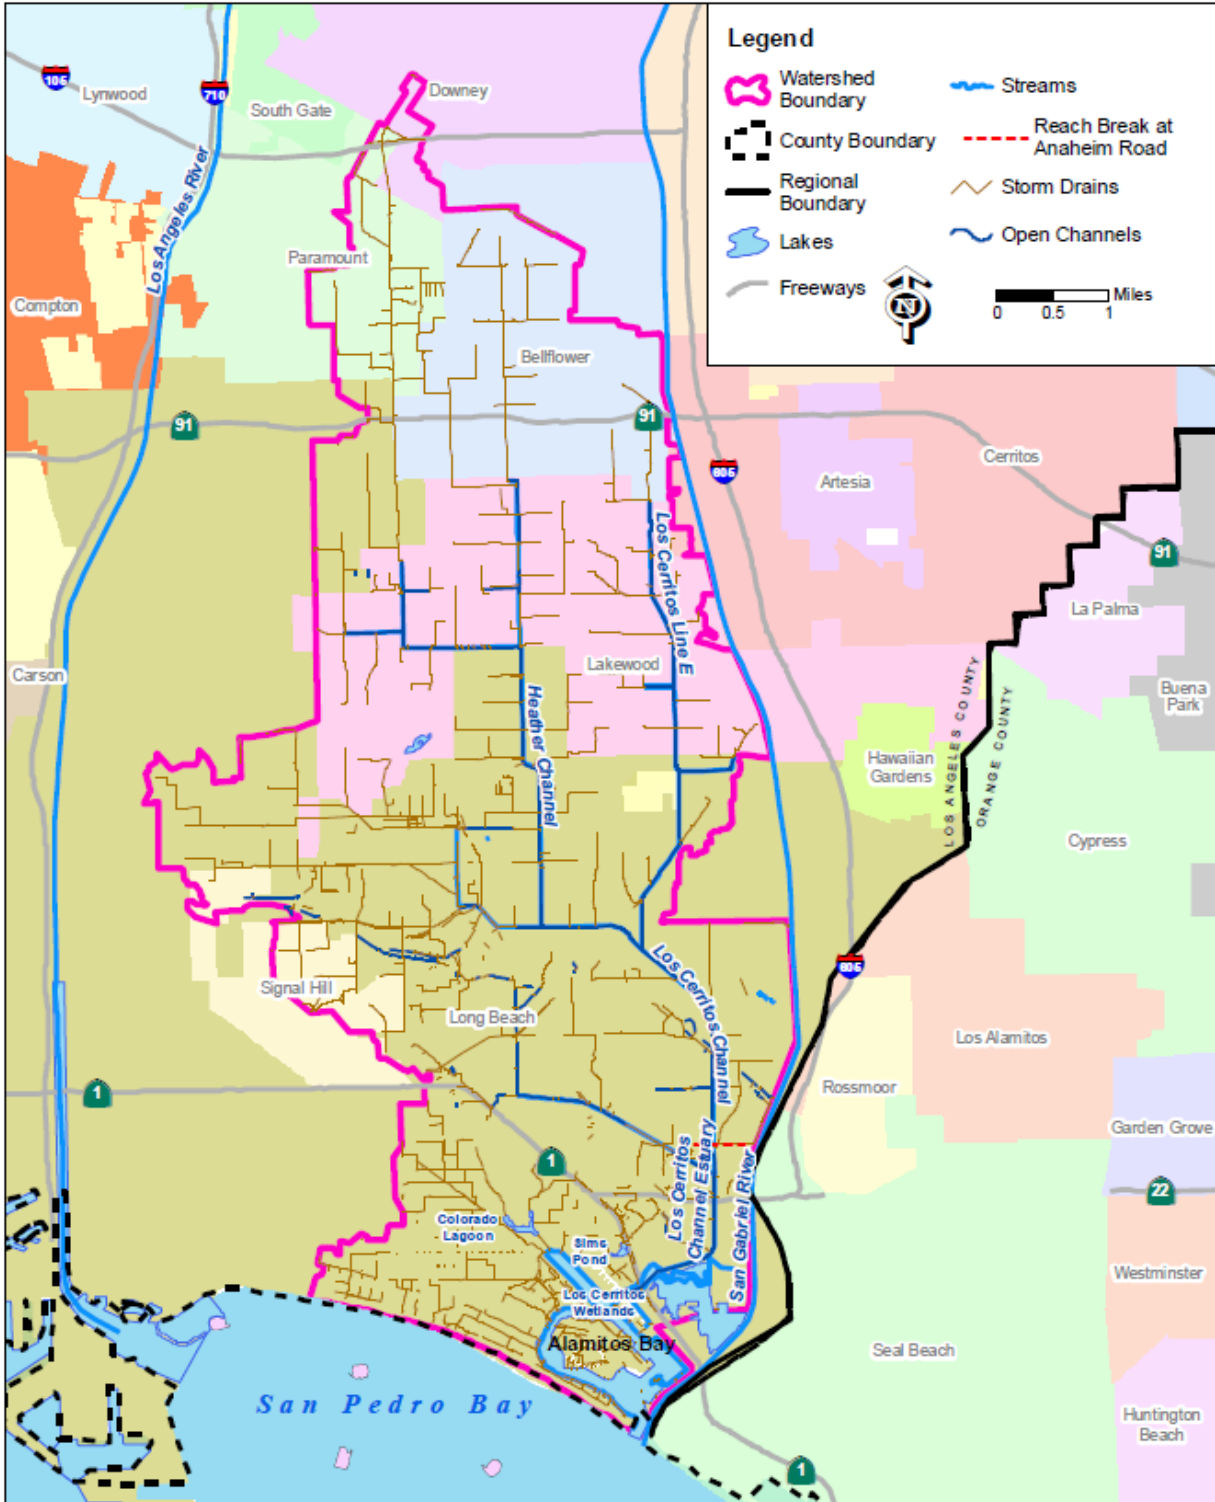 Legend
Watershed
Boundary
Streams
County Boundary
Reach Break at
Anaheim Road
Regional
Boundary
Storm Drains
Lakes
Open Channels
Freeways
N
Miles
0 0.5 1
105
Lynwood
710
South Gate
Downey
Los Angeles River
Paramount
Compton
Bellflower
91
91
Cerritos
605
Artesia
91
Los Cerritos Line E
La Palma
Carson
Lakewood
Buena
Park
Heather Channel
LOS ANGELES COUNTY
ORANGE COUNTY
Hawaiian
Gardens
Cypress
605
Signal Hill
Long Beach
Los Cerritos Channel
Los Alamitos
Rossmoor
1
Garden Grove
1
22
Los Cerritos
Channel Estuary
San Gabriel River
Colorado
Lagoon
Sims
Pond
Westminster
Los Cerritos
Wetlands
Alamitos Bay
Seal Beach
San Pedro Bay
Huntington
Beach
1